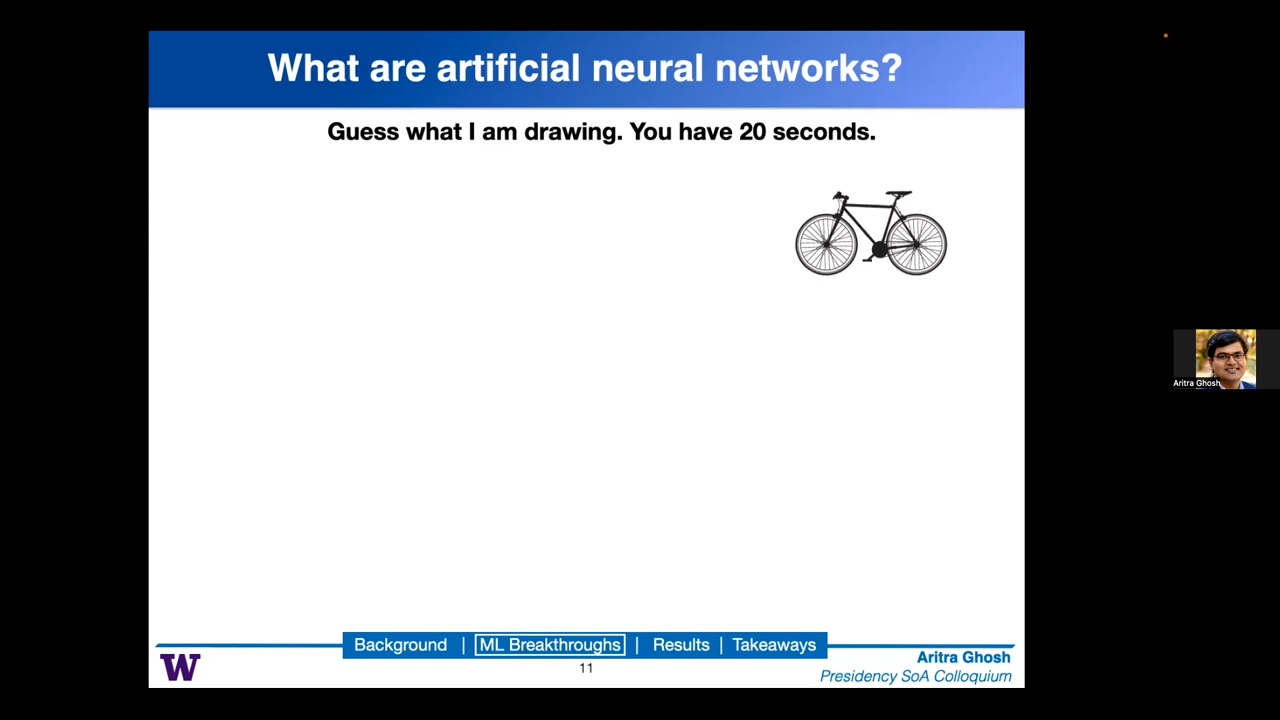 What are artificial neural networks?
Guess what I am drawing. You have 20 seconds.
Aritra Ghosh
Background | ML Breakthroughs | Results | Takeaways
11
Aritra Ghosh
Presidency SoA Colloquium
W